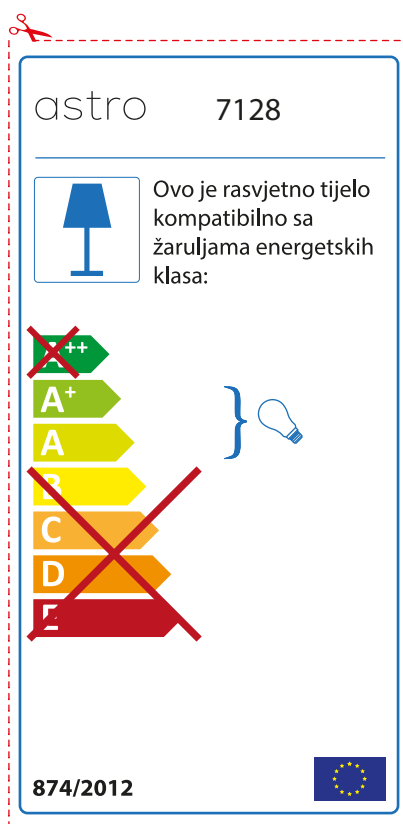 astro 7128
Ovo je rasvjetno tijelo
kompatibilno sa
žaruljama energetskih
klasa:
A++
A+
A
B
C
D
E
874/2012